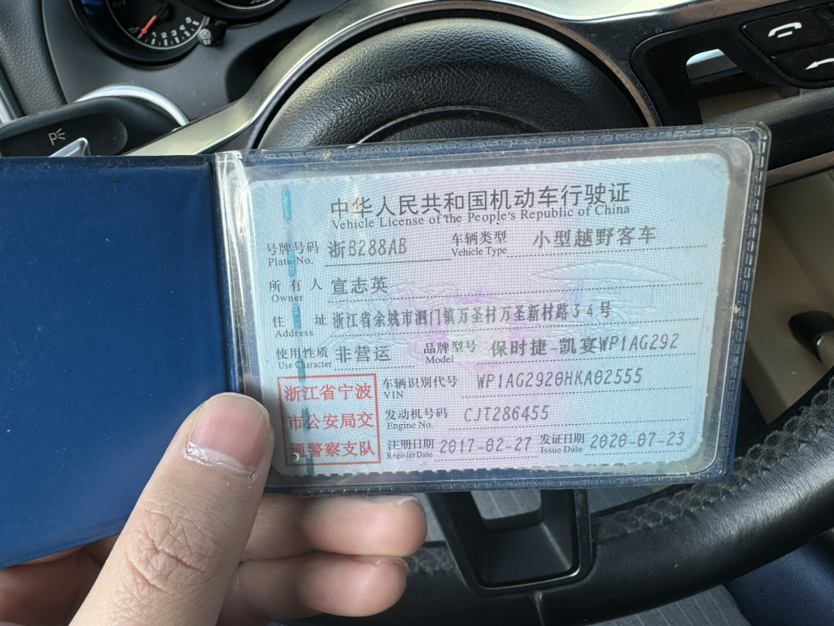 中华人民共和国机动车行驶证
Vehicle License of the People's Republic of China
号牌号码 浙B288AB 车辆类型 小型越野客车
Plate No. Vehicle Type
所有人 宣志英
Owner
住址 浙江省余姚市泗门镇万圣村万圣新村路34号
Address
使用性质 非营运 品牌型号 保时捷-凯宴WP1AG292
Use Character Model
车辆识别代号 WP1AG2920HKA02555
VIN
发动机号码 CJT286455
Engine No.
注册日期 2017-02-27 发证日期 2020-07-23
Register Date Issue Date
浙江省宁波
市公安局交
通警察支队
P